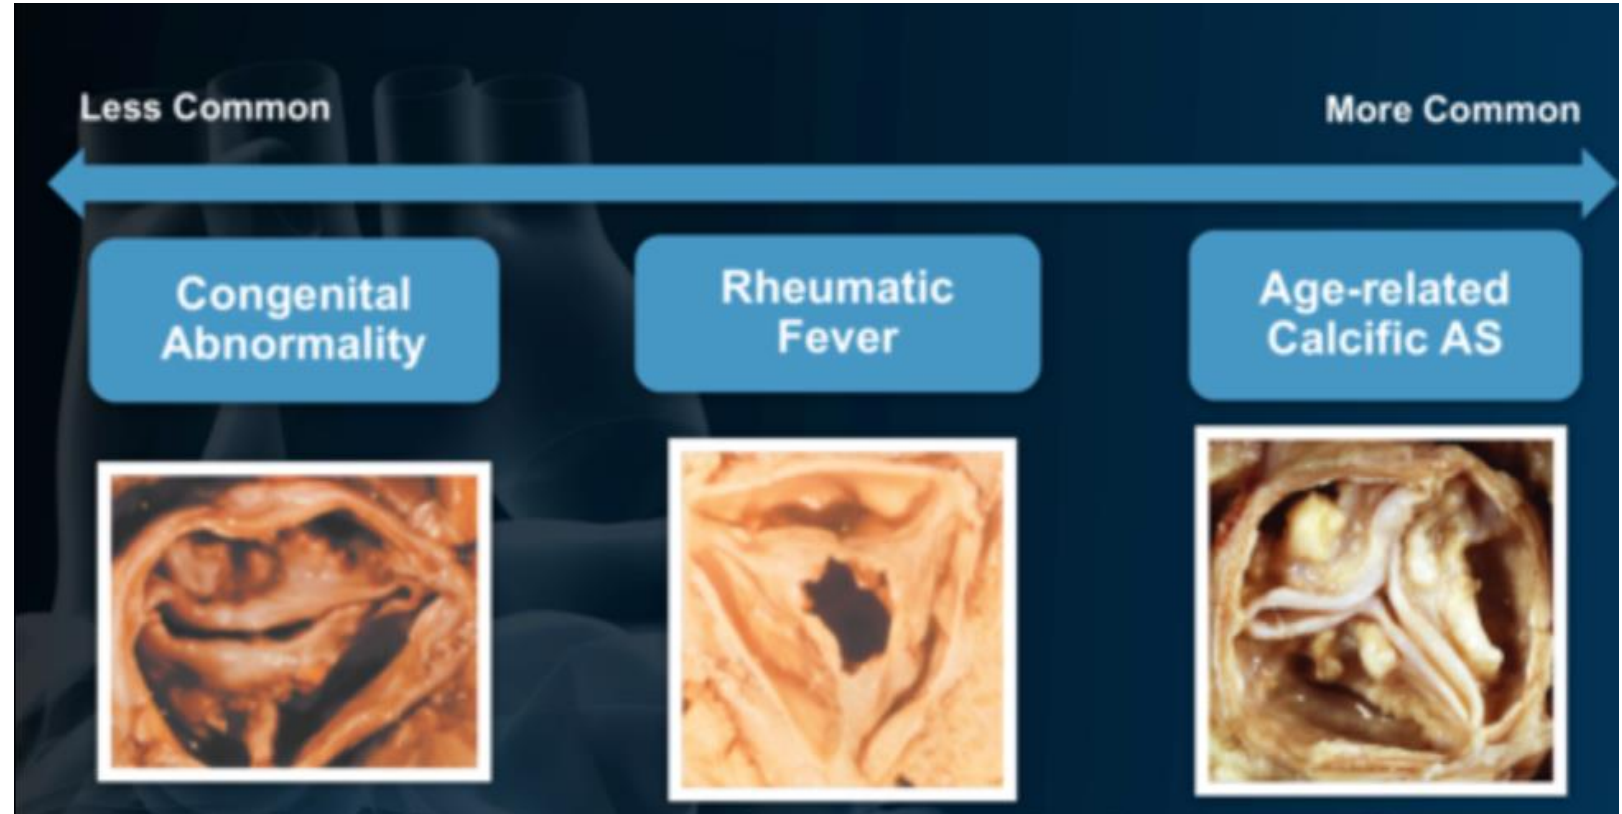 Less Common
More Common
Congenital
Abnormality
Rheumatic
Fever
Age-related
Calcific AS